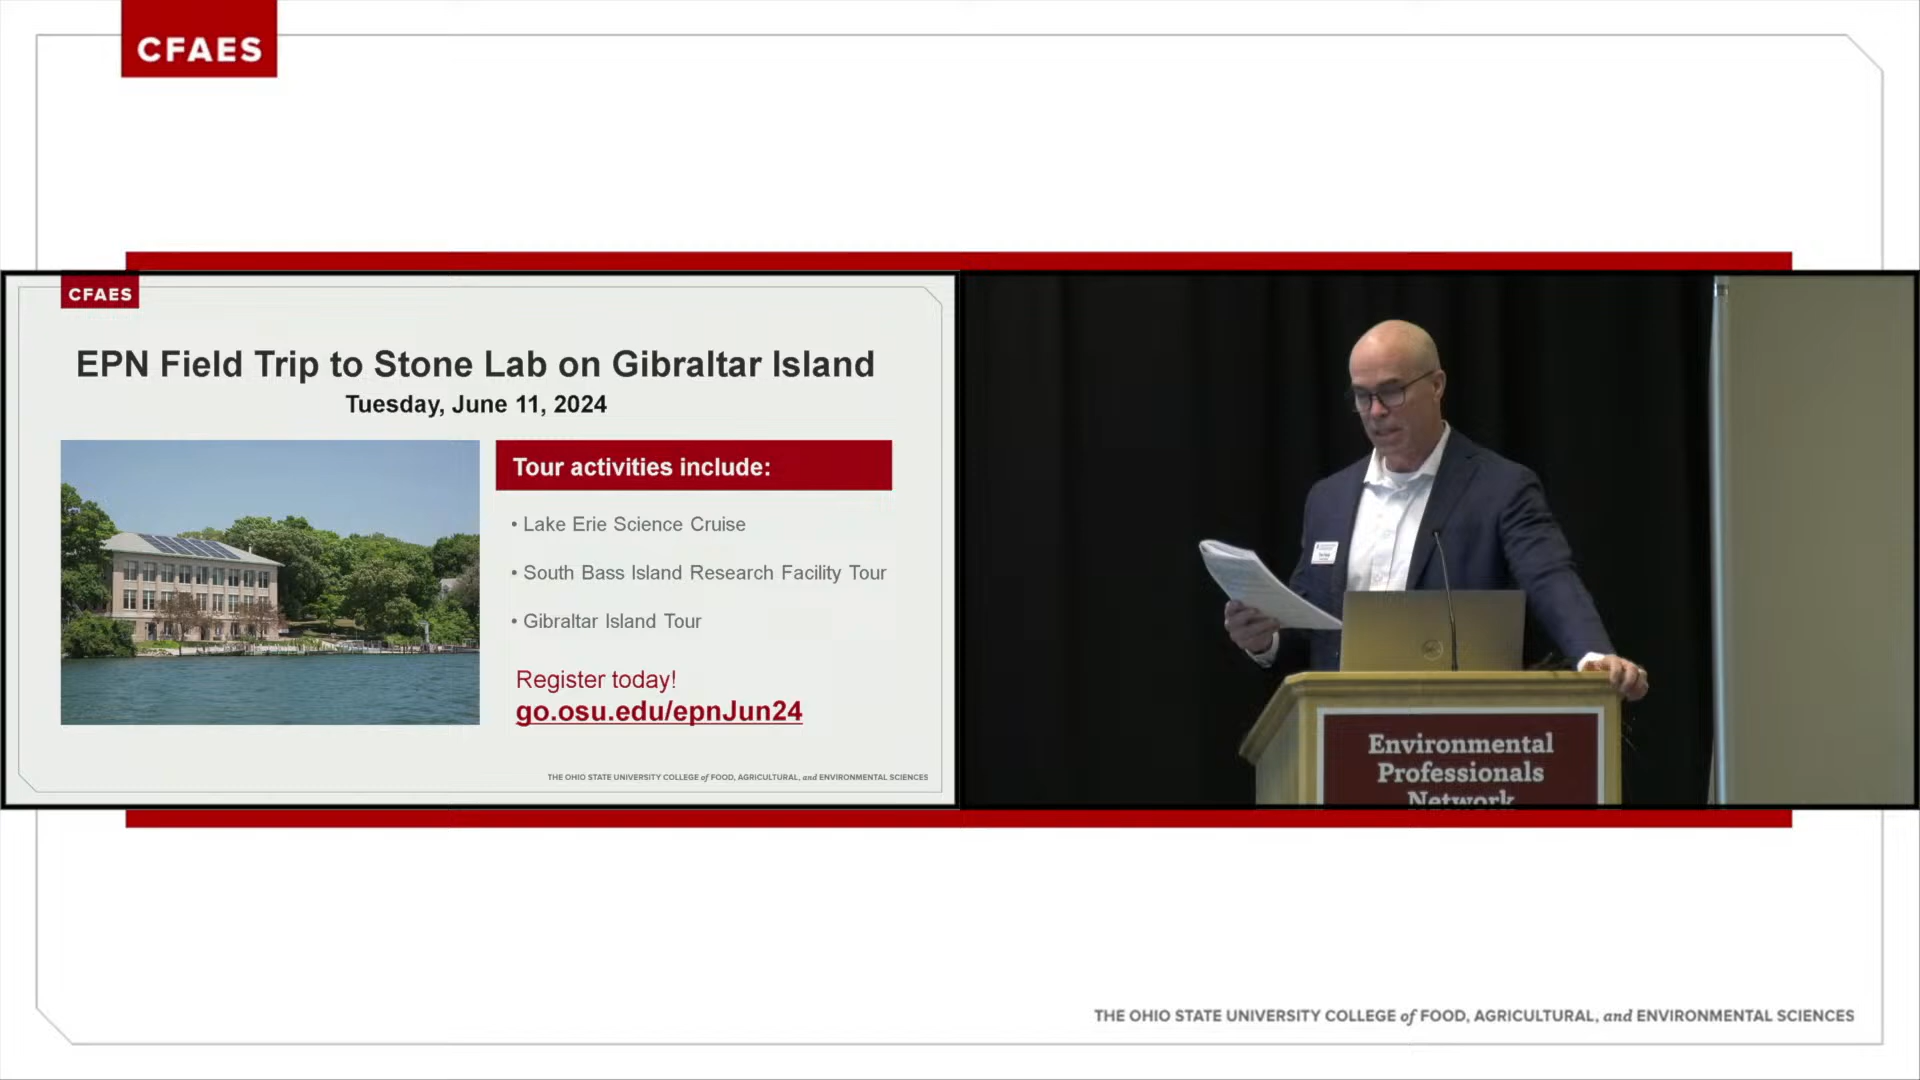 CFAES
CFAES
EPN Field Trip to Stone Lab on Gibraltar Island
Tuesday, June 11, 2024
Tour activities include:
• Lake Erie Science Cruise
• South Bass Island Research Facility Tour
• Gibraltar Island Tour
Register today!
go.osu.edu/epnJun24
THE OHIO STATE UNIVERSITY COLLEGE of FOOD, AGRICULTURAL, and ENVIRONMENTAL SCIENCES
Environmental
Professionals
Network
THE OHIO STATE UNIVERSITY COLLEGE of FOOD, AGRICULTURAL, and ENVIRONMENTAL SCIENCES